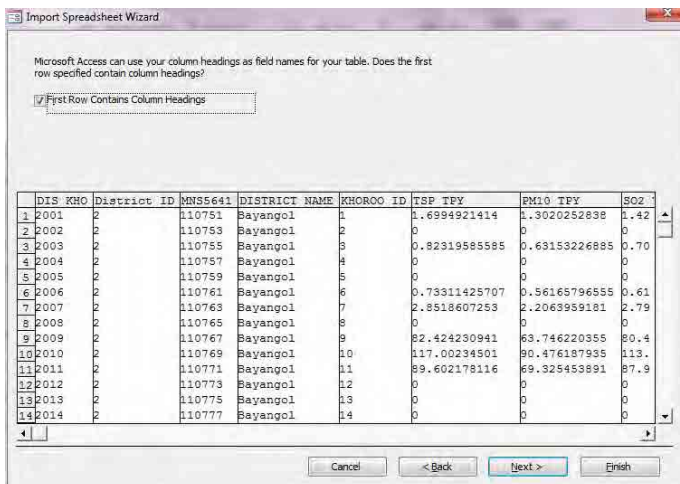 Import Spreadsheet Wizard
Microsoft Access can use your column headings as field names for your table. Does the first
row specified contain column headings?
First Row Contains Column Headings
DIS KHO District ID MNS5641 DISTRICT NAME KHOROO ID TSP TPY PM10 TPY SO2
1 2001 2 110751 Bayangol 1 1.6994921414 1.3020252838 1.42
2 2002 2 110753 Bayangol 2 0 0 0
3 2003 2 110755 Bayangol 3 0.82319585585 0.63153226885 0.70
4 2004 2 110757 Bayangol 4 0 0 0
5 2005 2 110759 Bayangol 5 0 0 0
6 2006 2 110761 Bayangol 6 0.73311425707 0.56165796555 0.61
7 2007 2 110763 Bayangol 7 2.8518607253 2.2063959181 2.79
8 2008 2 110765 Bayangol 8 0 0 0
9 2009 2 110767 Bayangol 9 82.424230941 63.746220355 80.4
10 2010 2 110769 Bayangol 10 117.00234501 90.476187935 113.
11 2011 2 110771 Bayangol 11 89.602178116 69.325453891 87.9
12 2012 2 110773 Bayangol 12 0 0 0
13 2013 2 110775 Bayangol 13 0 0 0
14 2014 2 110777 Bayangol 14 0 0 0
Cancel < Back Next > Finish